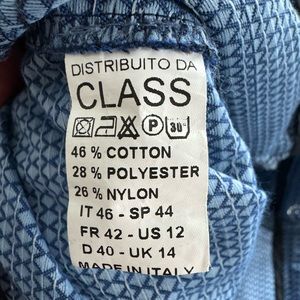 DISTRIBUITO DA
CLASS
P 30°
46 % COTTON
28 % POLYESTER
26 % NYLON
IT 46 - SP 44
FR 42 - US 12
D 40 - UK 14
MADE IN ITALY